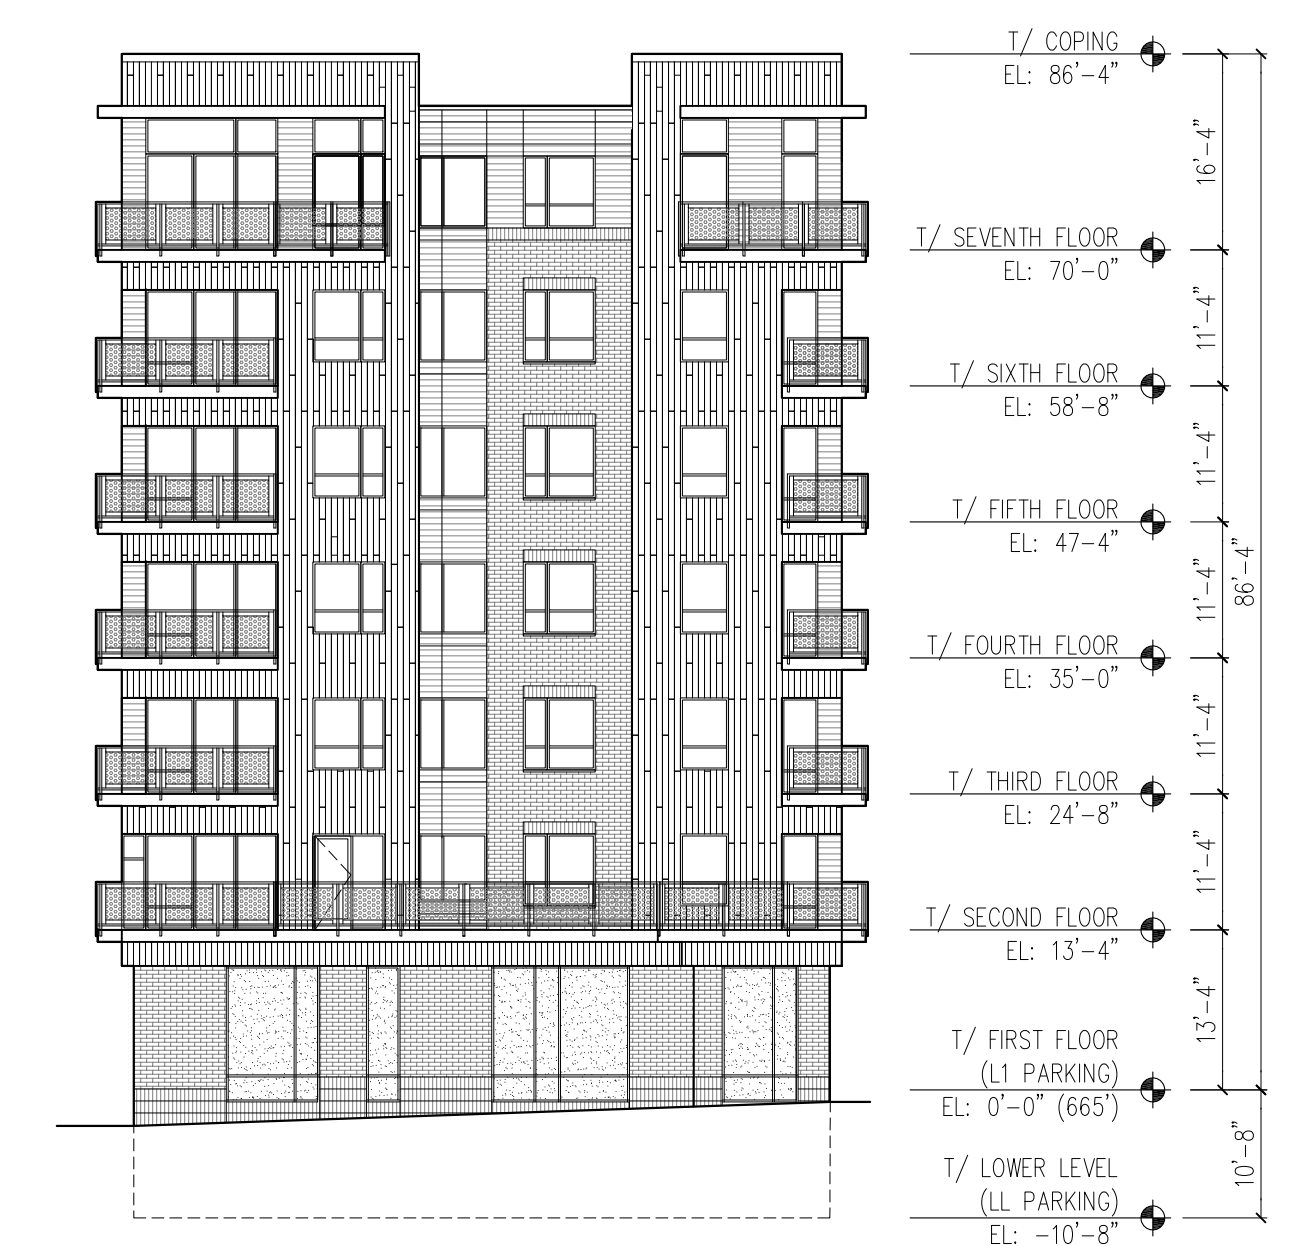 T/ COPING
EL: 86'-4"
16'-4"
T/ SEVENTH FLOOR
EL: 70'-0"
11'-4"
T/ SIXTH FLOOR
EL: 58'-8"
11'-4"
T/ FIFTH FLOOR
EL: 47-4"
11'-4"
86'-4"
T/ FOURTH FLOOR
EL: 35'-0"
11'-4"
T/ THIRD FLOOR
EL: 24'-8"
11'-4"
T/ SECOND FLOOR
EL: 13'-4"
13'-4"
T/ FIRST FLOOR
(L1 PARKING)
EL: 0'-0" (665')
10'-8"
T/ LOWER LEVEL
(LL PARKING)
EL: -10'-8"